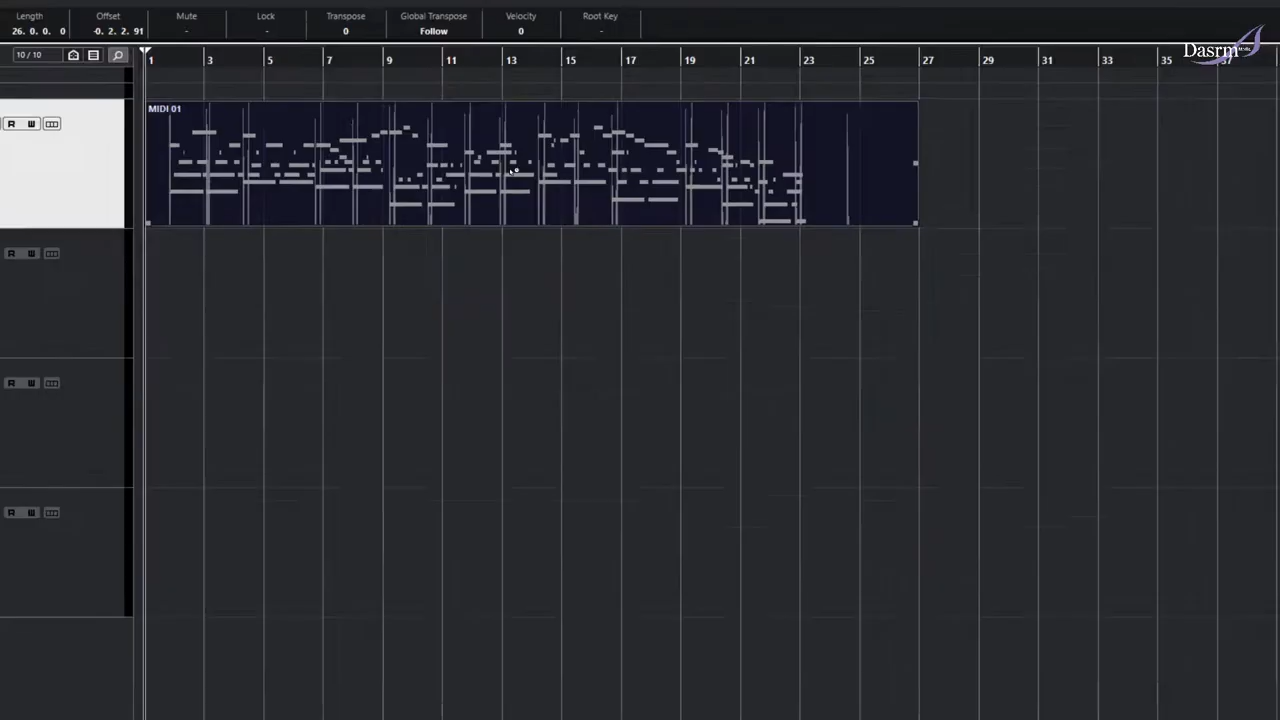 Length Offset Mute Lock Transpose Global Transpose Velocity Root Key
26. 0. 0. 0 -0. 2. 2. 91 - - 0 Follow 0 -
10 / 10
1 3 5 7 9 11 13 15 17 19 21 23 25 27 29 31 33 35 37
Dasrm
MIDI 01
R W
R W
R W
R W